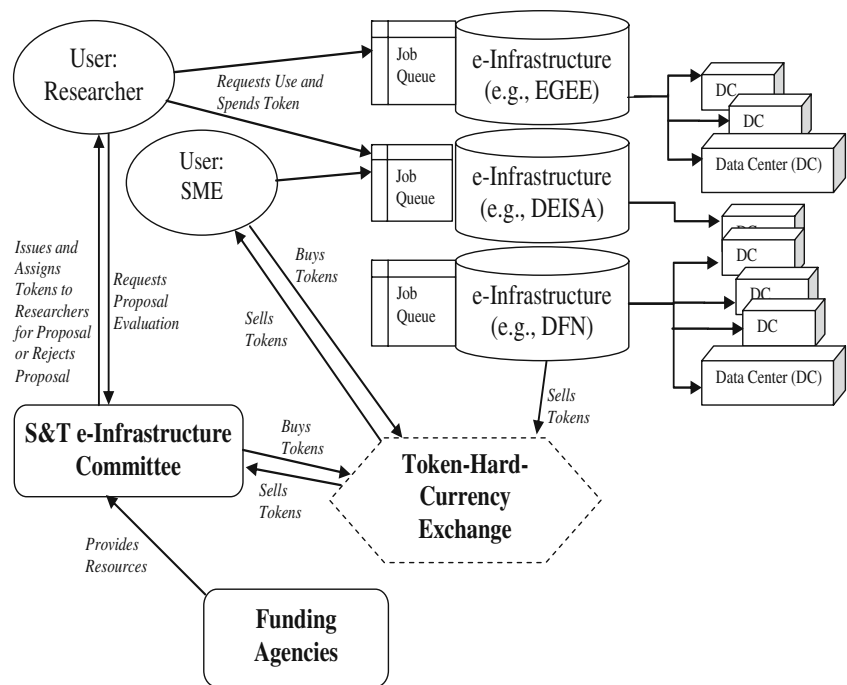 User:
Researcher
Requests Use and
Spends Token
Job
Queue
e-Infrastructure
(e.g., EGEE)
DC
DC
Data Center (DC)
User:
SME
Job
Queue
e-Infrastructure
(e.g., DEISA)
DC
DC
DC
DC
Data Center (DC)
Job
Queue
e-Infrastructure
(e.g., DFN)
Issues and
Assigns
Tokens to
Researchers
for Proposal
or Rejects
Proposal
Requests
Proposal
Evaluation
Buys
Tokens
Sells
Tokens
Sells
Tokens
S&T e-Infrastructure
Committee
Buys
Tokens
Sells
Tokens
Token-Hard-
Currency
Exchange
Provides
Resources
Funding
Agencies